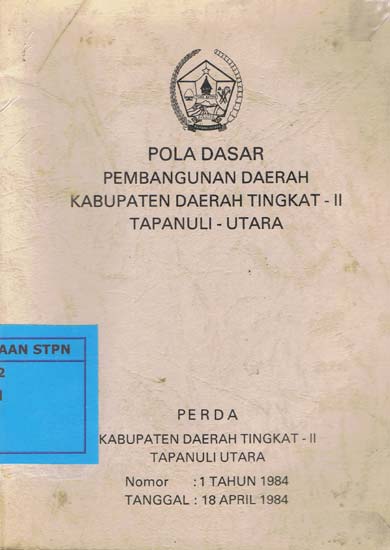 POLA DASAR
PEMBANGUNAN DAERAH
KABUPATEN DAERAH TINGKAT - II
TAPANULI - UTARA
AAN STPN
2
PERDA
KABUPATEN DAERAH TINGKAT - II
TAPANULI UTARA
Nomor : 1 TAHUN 1984
TANGGAL : 18 APRIL 1984